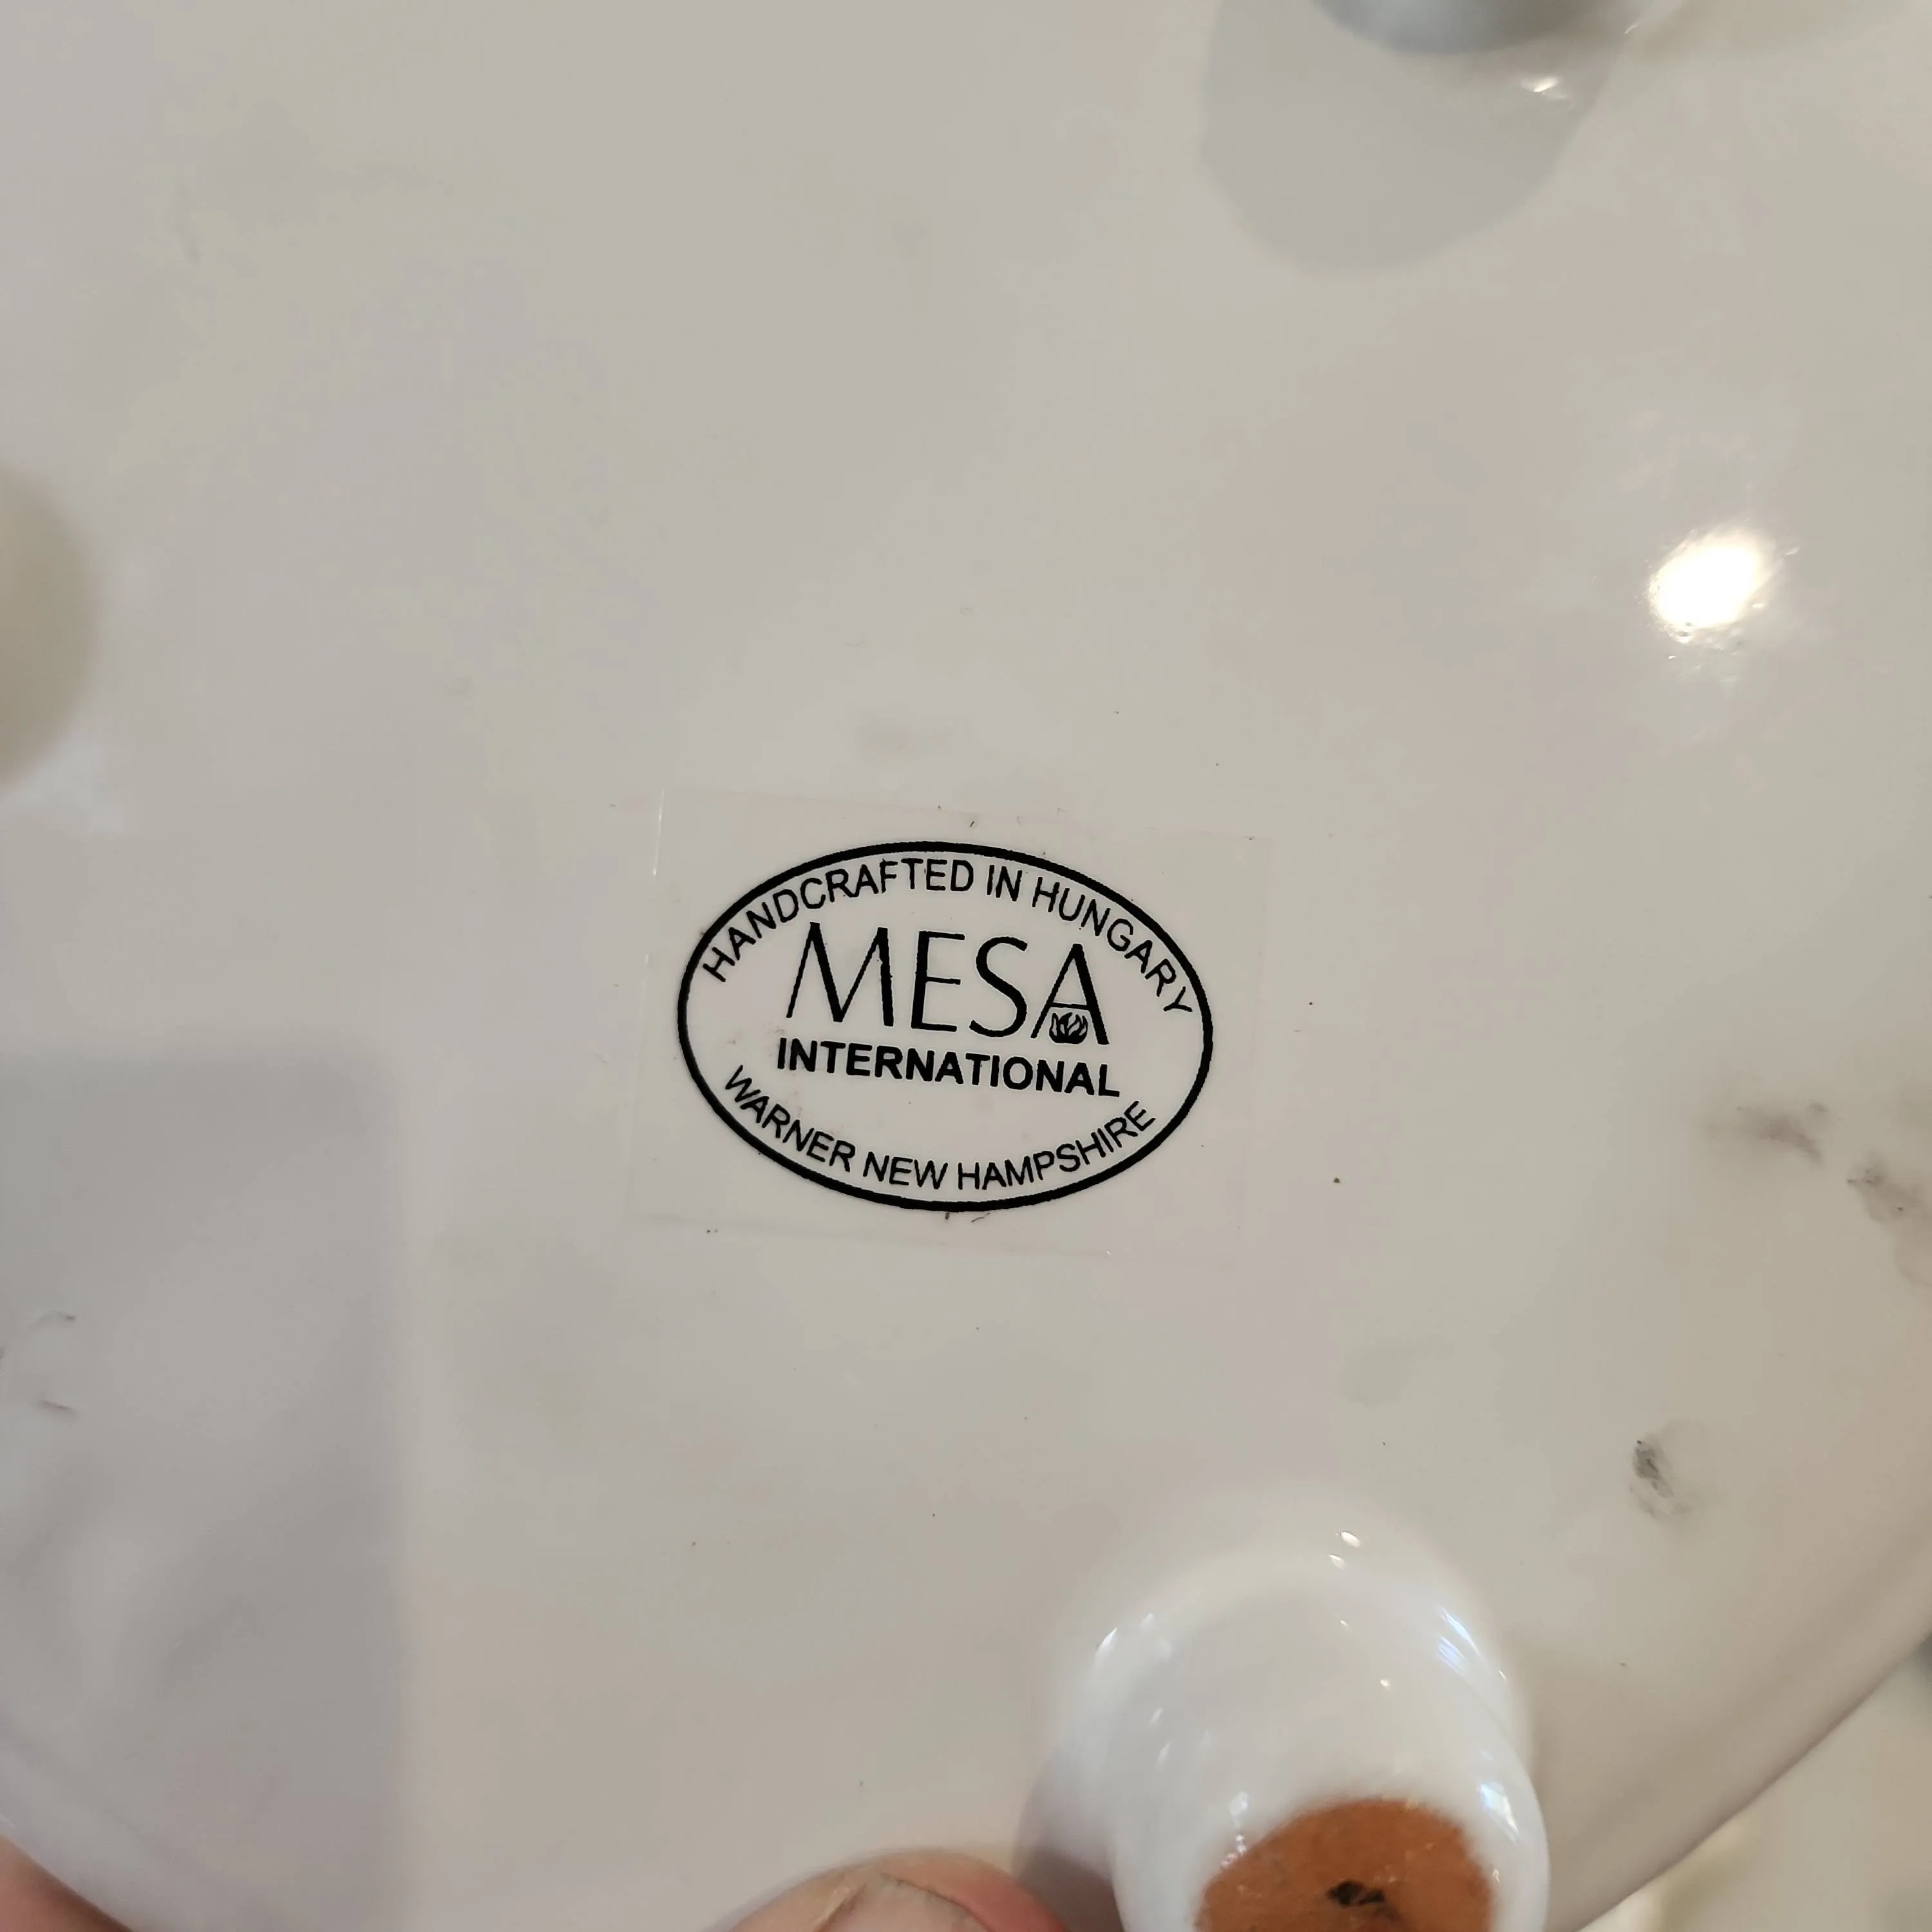 HANDCRAFTED IN HUNGARY
MESA
INTERNATIONAL
WARNER NEW HAMPSHIRE